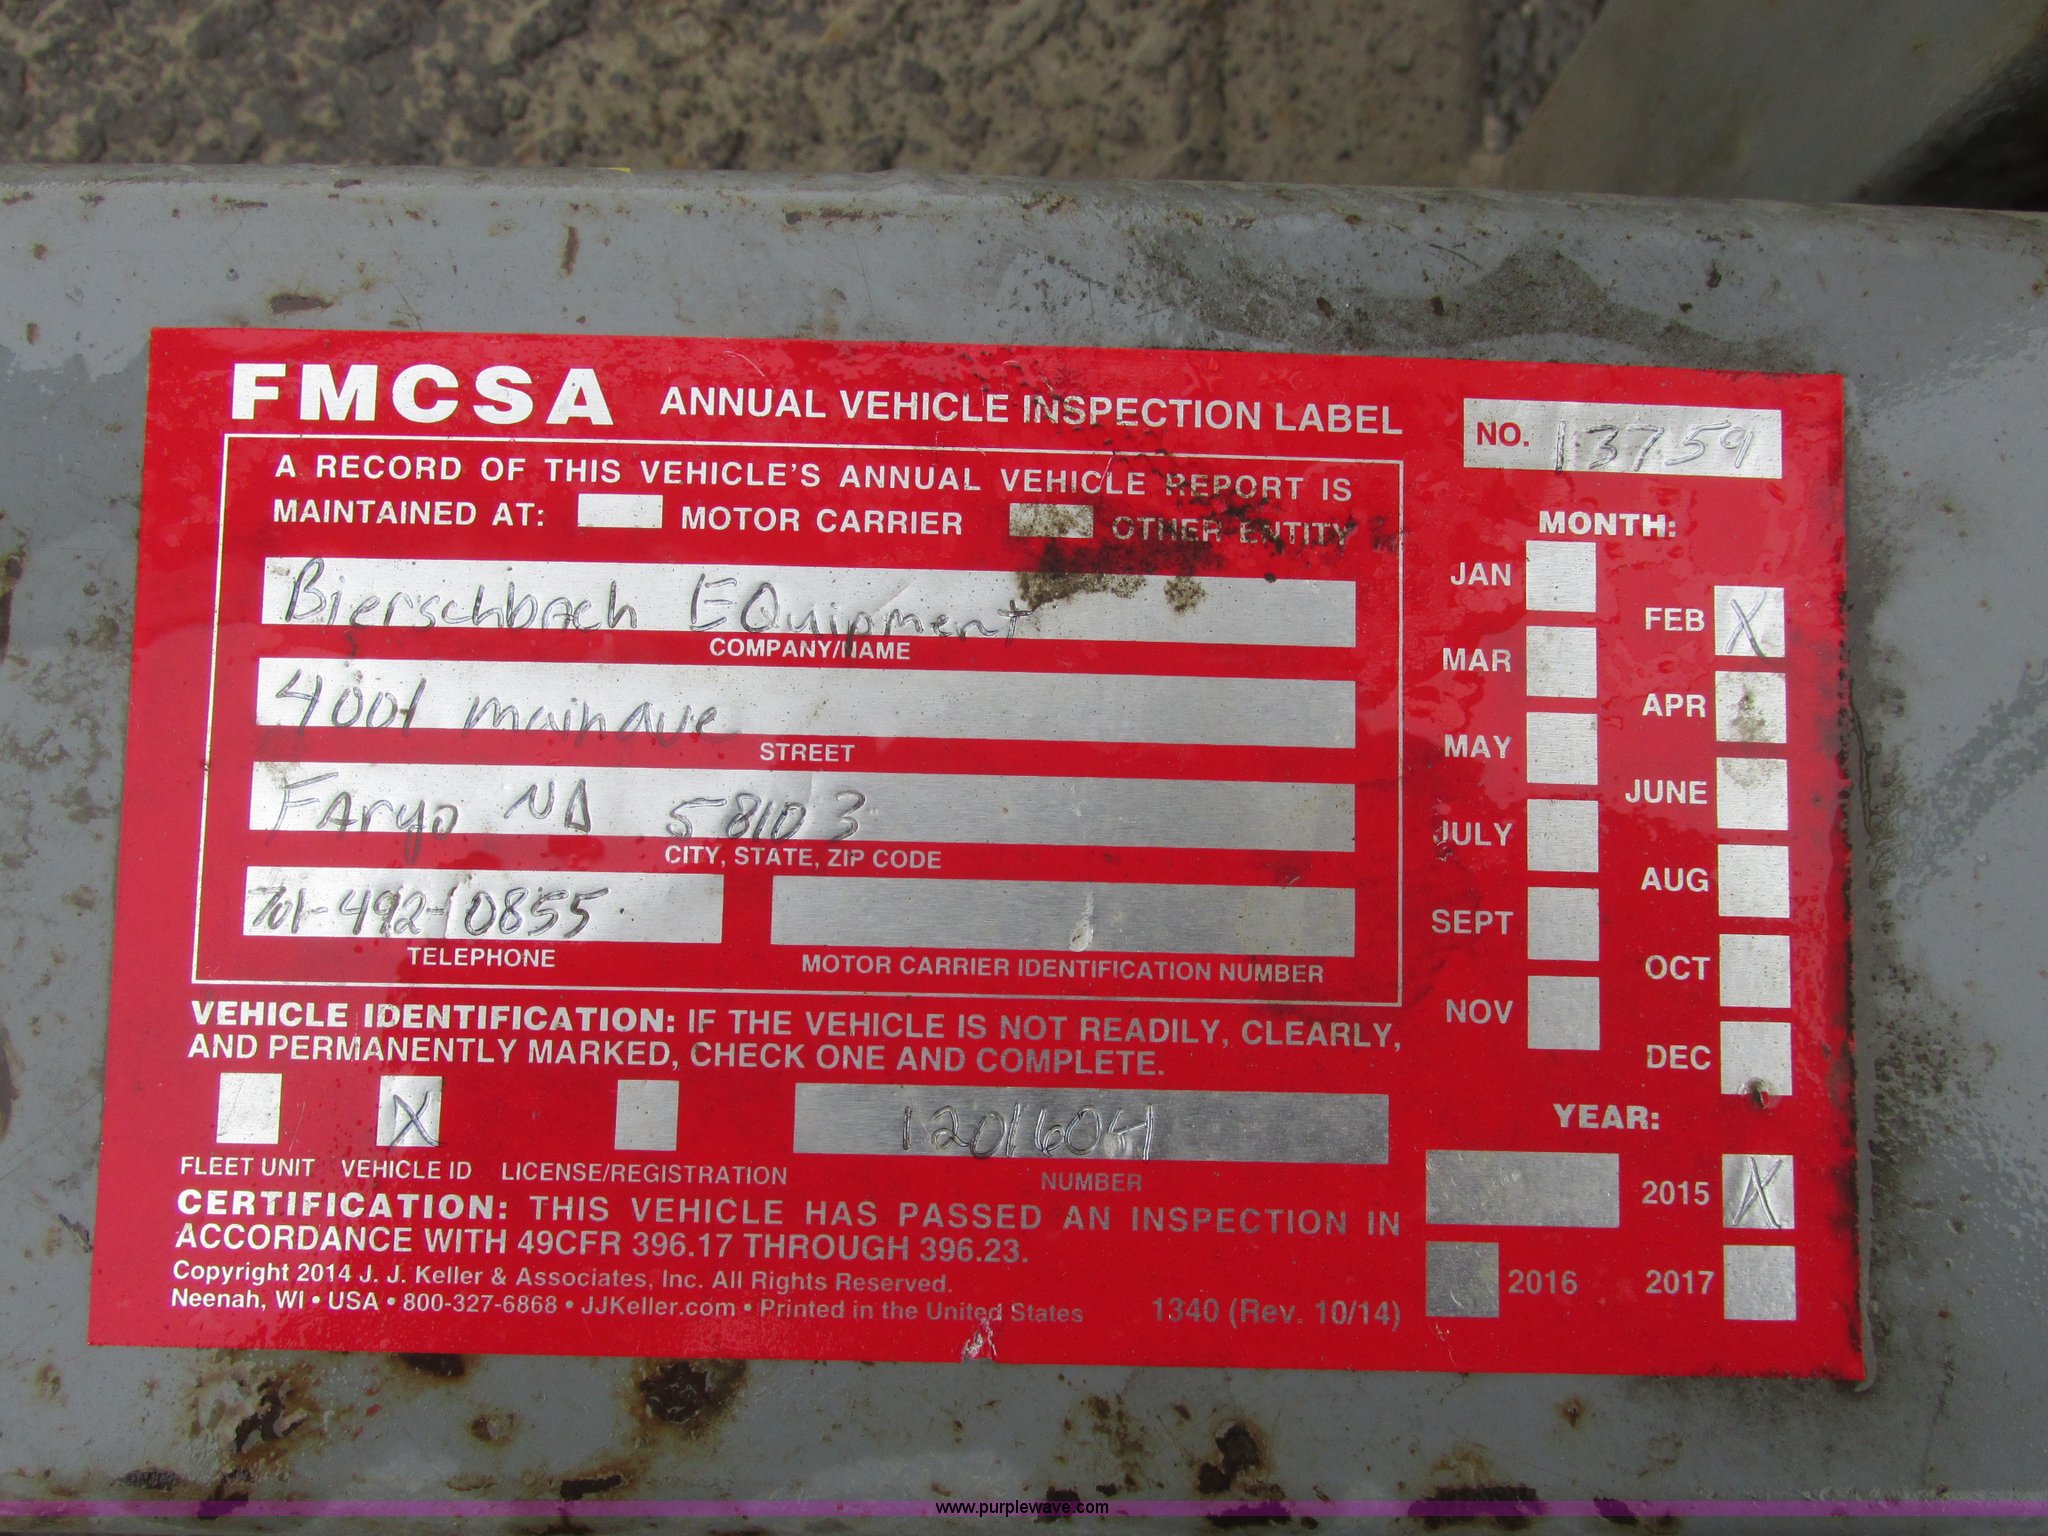 FMCSA ANNUAL VEHICLE INSPECTION LABEL
NO. 13759
A RECORD OF THIS VEHICLE'S ANNUAL VEHICLE REPORT IS
MAINTAINED AT: MOTOR CARRIER OTHER ENTITY
Bierschbach EQuipment
COMPANY/NAME
4001 main ave
STREET
FAryo ND 58103
CITY, STATE, ZIP CODE
701-492-0855
TELEPHONE
MOTOR CARRIER IDENTIFICATION NUMBER
VEHICLE IDENTIFICATION: IF THE VEHICLE IS NOT READILY, CLEARLY,
AND PERMANENTLY MARKED, CHECK ONE AND COMPLETE.
X
1201604
FLEET UNIT VEHICLE ID LICENSE/REGISTRATION NUMBER
CERTIFICATION: THIS VEHICLE HAS PASSED AN INSPECTION IN
ACCORDANCE WITH 49CFR 396.17 THROUGH 396.23.
Copyright 2014 J. J. Keller & Associates, Inc. All Rights Reserved.
Neenah, WI • USA • 800-327-6868 • JJKeller.com • Printed in the United States 1340 (Rev. 10/14)
MONTH:
JAN
FEB X
MAR
APR
MAY
JUNE
JULY
AUG
SEPT
OCT
NOV
DEC
YEAR:
2015 X
2016 2017
www.purplewave.com